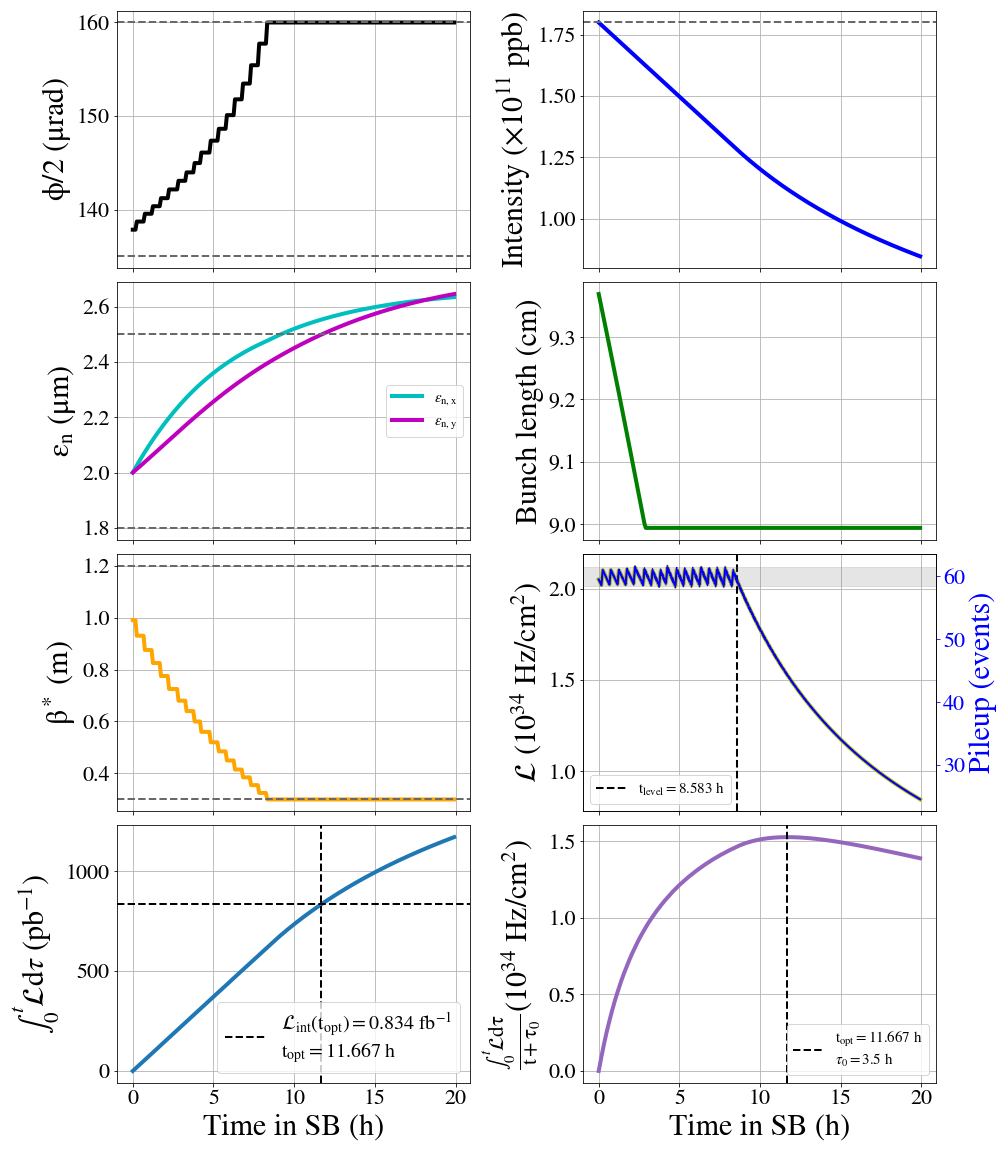 160
150
140
ϕ/2 (μrad)
1.75
1.50
1.25
1.00
Intensity (×10¹¹ ppb)
2.6
2.4
2.2
2.0
1.8
εₙ (μm)
εn, x
εn, y
9.3
9.2
9.1
9.0
Bunch length (cm)
1.2
1.0
0.8
0.6
0.4
β* (m)
2.0
1.5
1.0
ℒ (10³⁴ Hz/cm²)
60
50
40
30
Pileup (events)
tlevel = 8.583 h
1000
500
0
∫₀ᵗ ℒdτ (pb⁻¹)
ℒint(topt) = 0.834 fb⁻¹
topt = 11.667 h
0 5 10 15 20
Time in SB (h)
1.5
1.0
0.5
0.0
∫₀ᵗ ℒdτ / t+τ₀ (10³⁴ Hz/cm²)
topt = 11.667 h
τ₀ = 3.5 h
0 5 10 15 20
Time in SB (h)